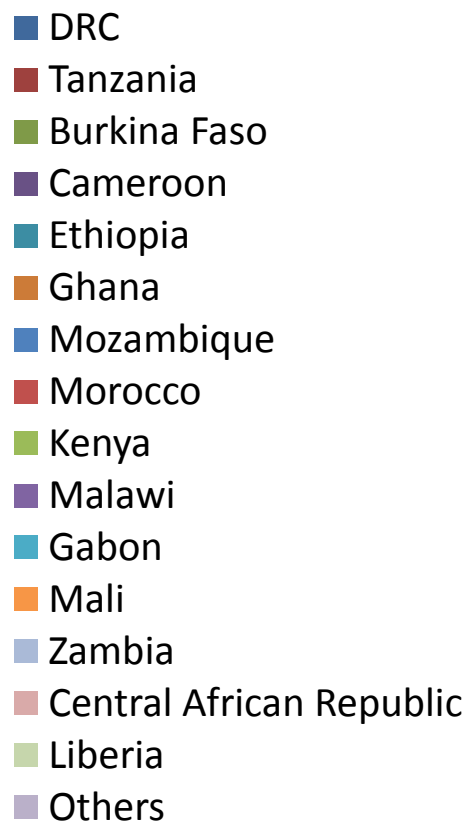 DRC
Tanzania
Burkina Faso
Cameroon
Ethiopia
Ghana
Mozambique
Morocco
Kenya
Malawi
Gabon
Mali
Zambia
Central African Republic
Liberia
Others